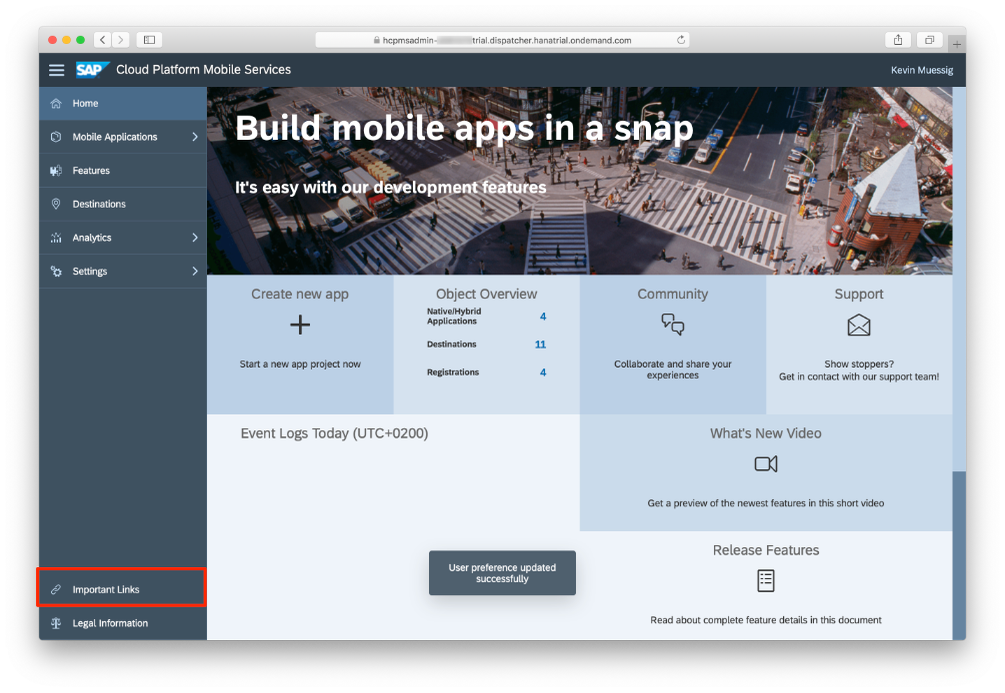 hcpmsadmin-
trial.dispatcher.hanatrial.ondemand.com
SAP Cloud Platform Mobile Services
Kevin Muessig
Home
Mobile Applications
Features
Destinations
Analytics
Settings
Important Links
Legal Information
Build mobile apps in a snap
It's easy with our development features
Create new app
Start a new app project now
Object Overview
Native/Hybrid
Applications
4
Destinations
11
Registrations
4
Community
Collaborate and share your
experiences
Support
Show stoppers?
Get in contact with our support team!
Event Logs Today (UTC+0200)
What's New Video
Get a preview of the newest features in this short video
User preference updated
successfully
Release Features
Read about complete feature details in this document